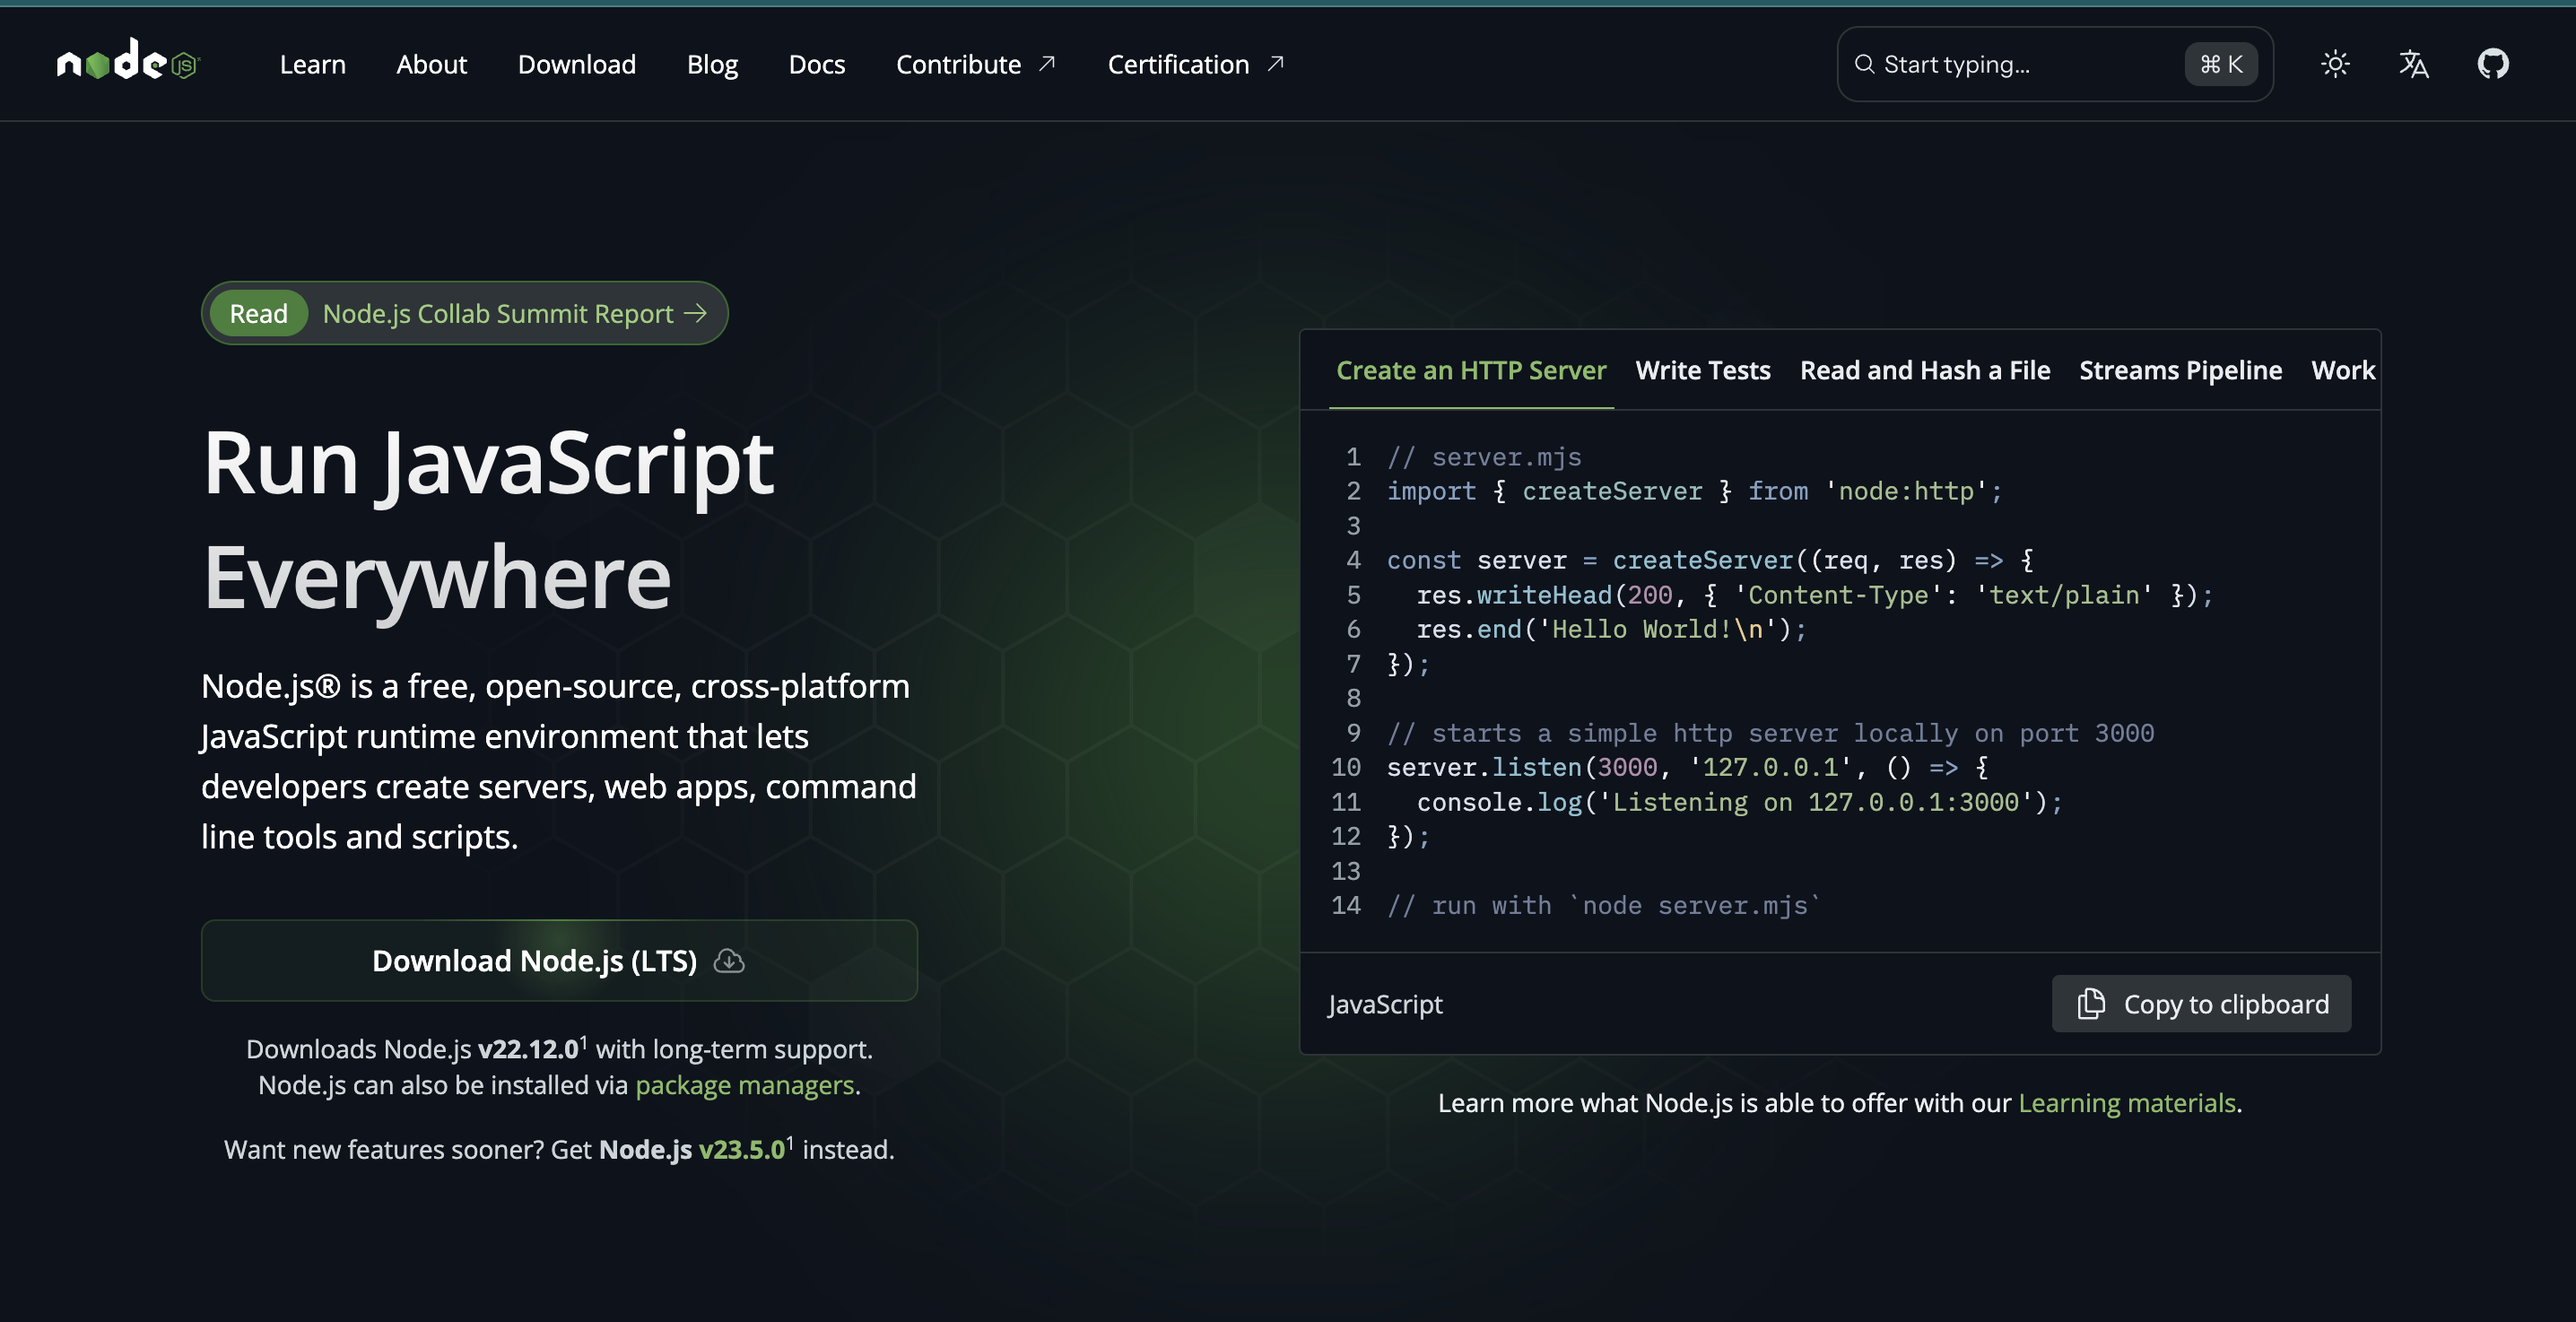 node JS
Learn
About
Download
Blog
Docs
Contribute
Certification
Start typing...
⌘ K
Read
Node.js Collab Summit Report →
Run JavaScript
Everywhere
Node.js® is a free, open-source, cross-platform
JavaScript runtime environment that lets
developers create servers, web apps, command
line tools and scripts.
Download Node.js (LTS)
Downloads Node.js v22.12.0¹ with long-term support.
Node.js can also be installed via package managers.
Want new features sooner? Get Node.js v23.5.0¹ instead.
Create an HTTP Server
Write Tests
Read and Hash a File
Streams Pipeline
Work
1 // server.mjs
2 import { createServer } from 'node:http';
3
4 const server = createServer((req, res) => {
5   res.writeHead(200, { 'Content-Type': 'text/plain' });
6   res.end('Hello World!\n');
7 });
8
9 // starts a simple http server locally on port 3000
10 server.listen(3000, '127.0.0.1', () => {
11   console.log('Listening on 127.0.0.1:3000');
12 });
13
14 // run with `node server.mjs`
JavaScript
Copy to clipboard
Learn more what Node.js is able to offer with our Learning materials.